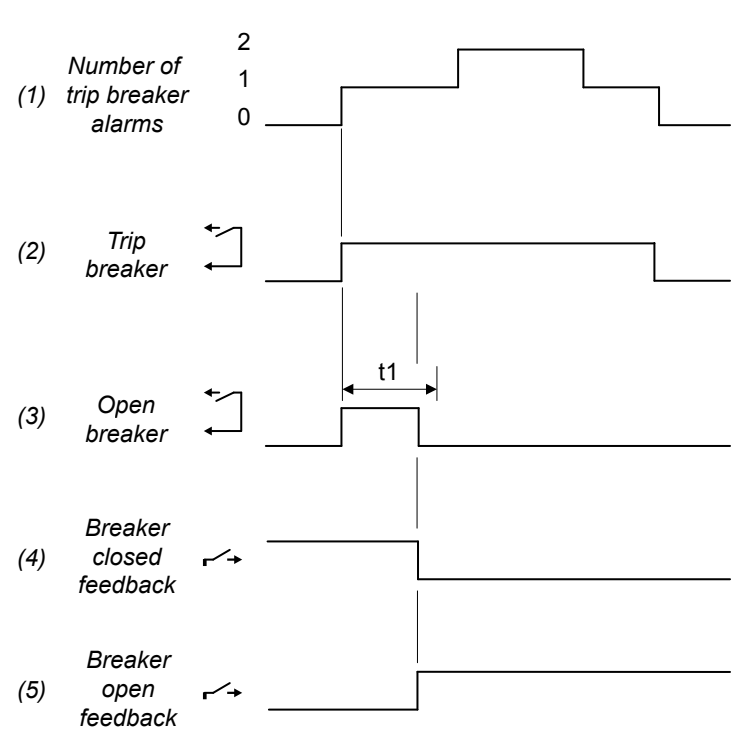 2
Number of
(1) trip breaker 1
alarms
0
Trip
(2)
breaker
t1
Open
(3)
breaker
Breaker
(4) closed
feedback
Breaker
(5) open
feedback